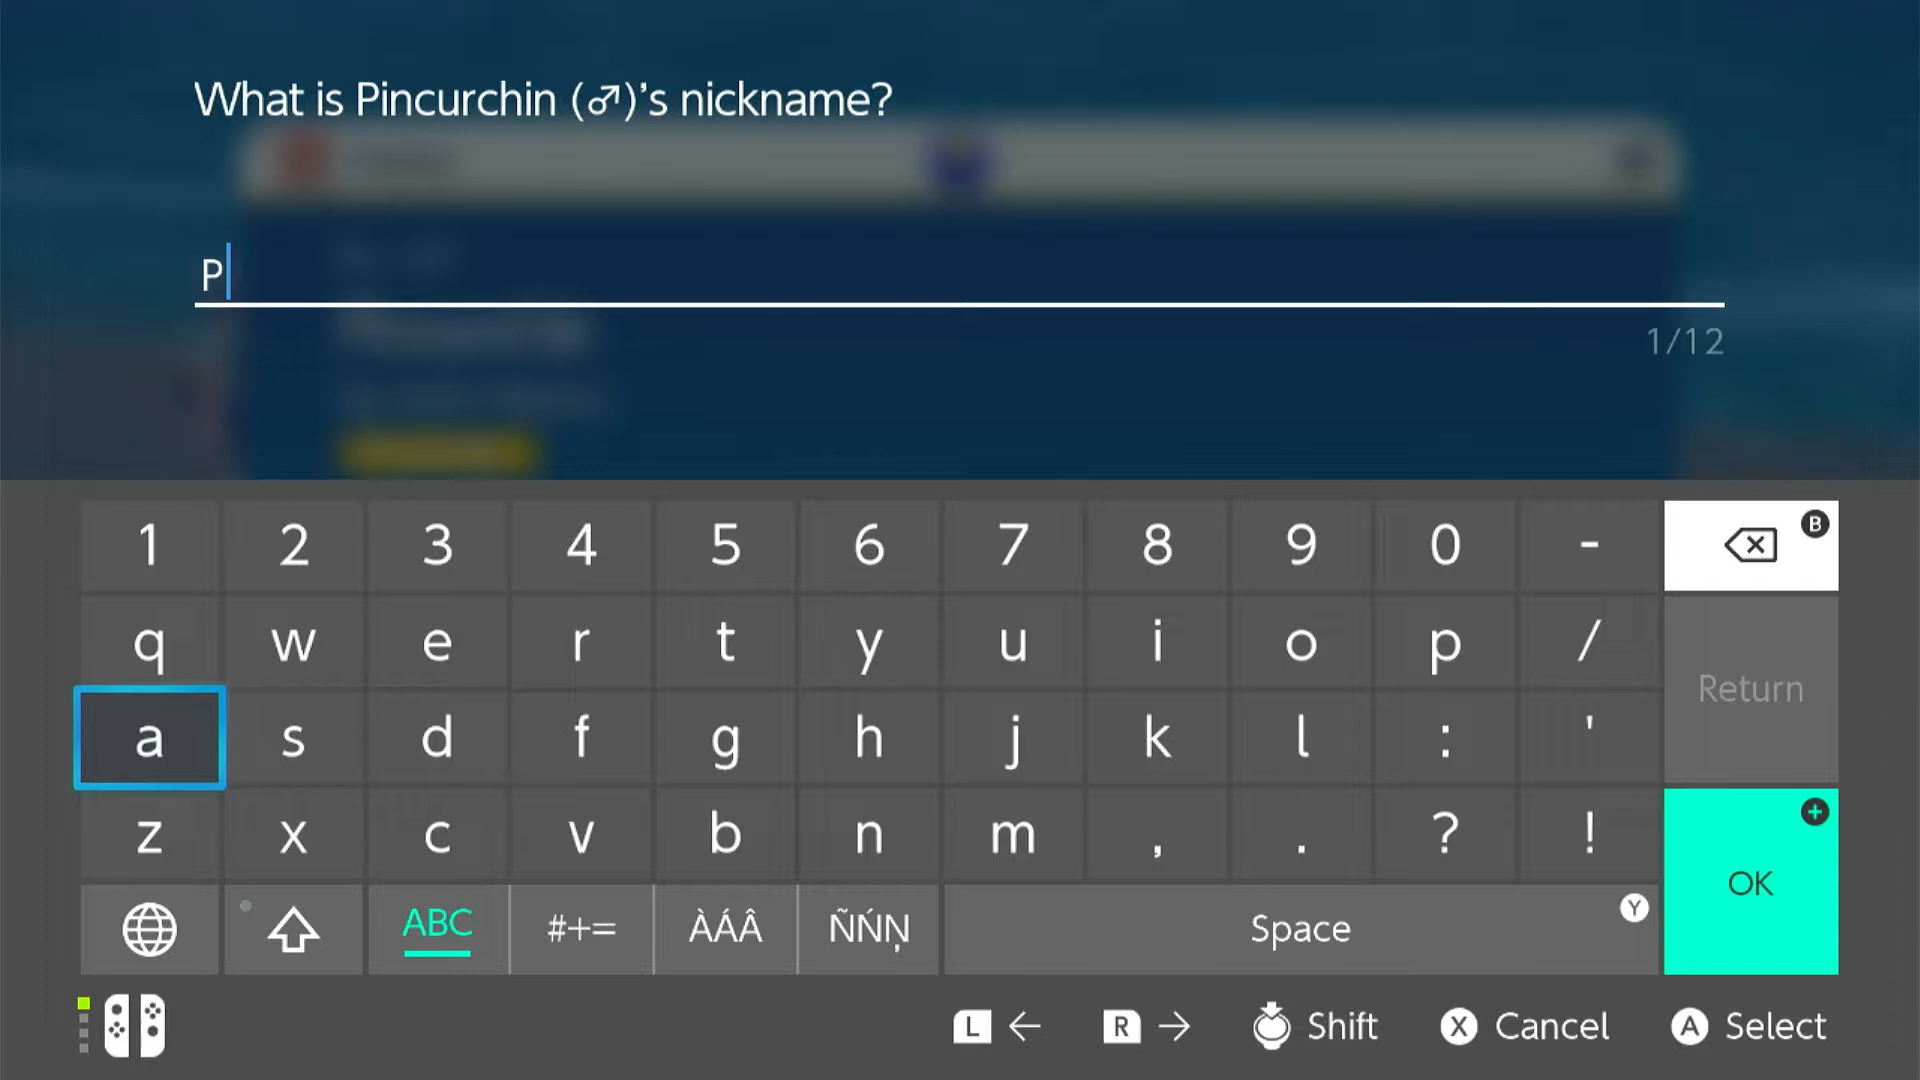 What is Pincurchin (♂)'s nickname?
P
1/12
1 2 3 4 5 6 7 8 9 0 -
B
q w e r t y u i o p /
Return
a s d f g h j k l : '
z x c v b n m , . ? !
+
OK
ABC #+= ÀÁÂ ÑŃŅ Space Y
L ← R → Shift X Cancel A Select